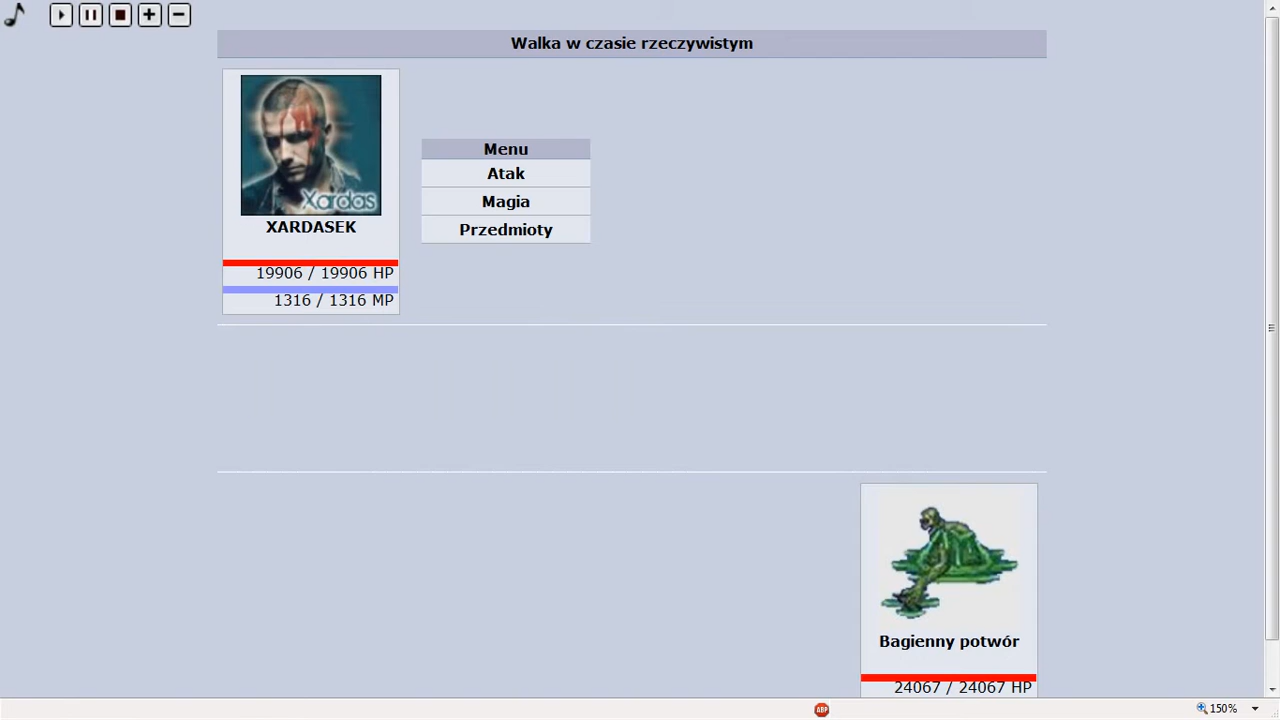 Walka w czasie rzeczywistym
Xardas
XARDASEK
19906 / 19906 HP
1316 / 1316 MP
Menu
Atak
Magia
Przedmioty
Bagienny potwór
24067 / 24067 HP
ABP
150%